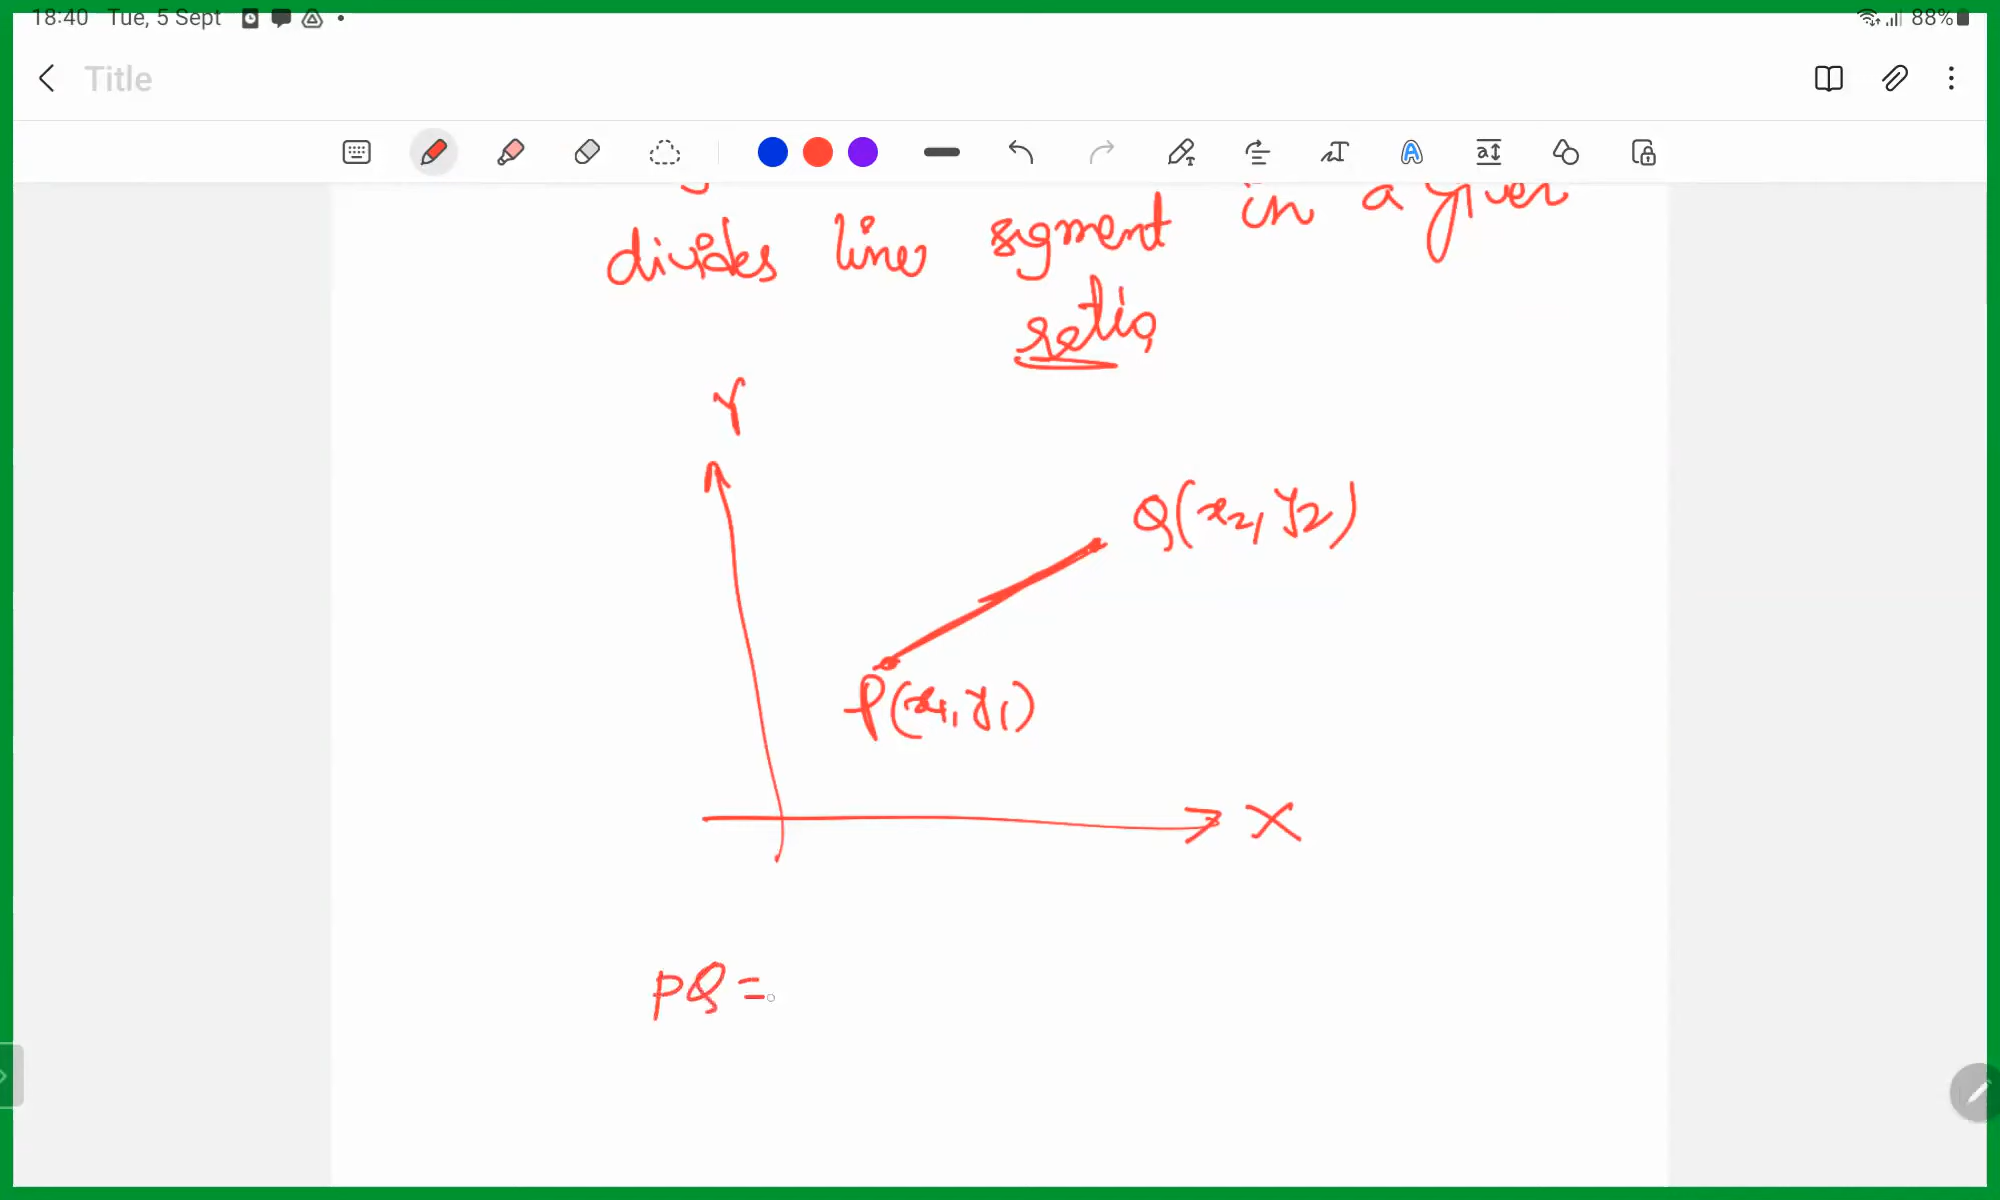 18:40 Tue, 5 Sept 88%
Title
divides line segment in a given
ratio
Y
Q(x2, y2)
P(x1, y1)
X
PQ =